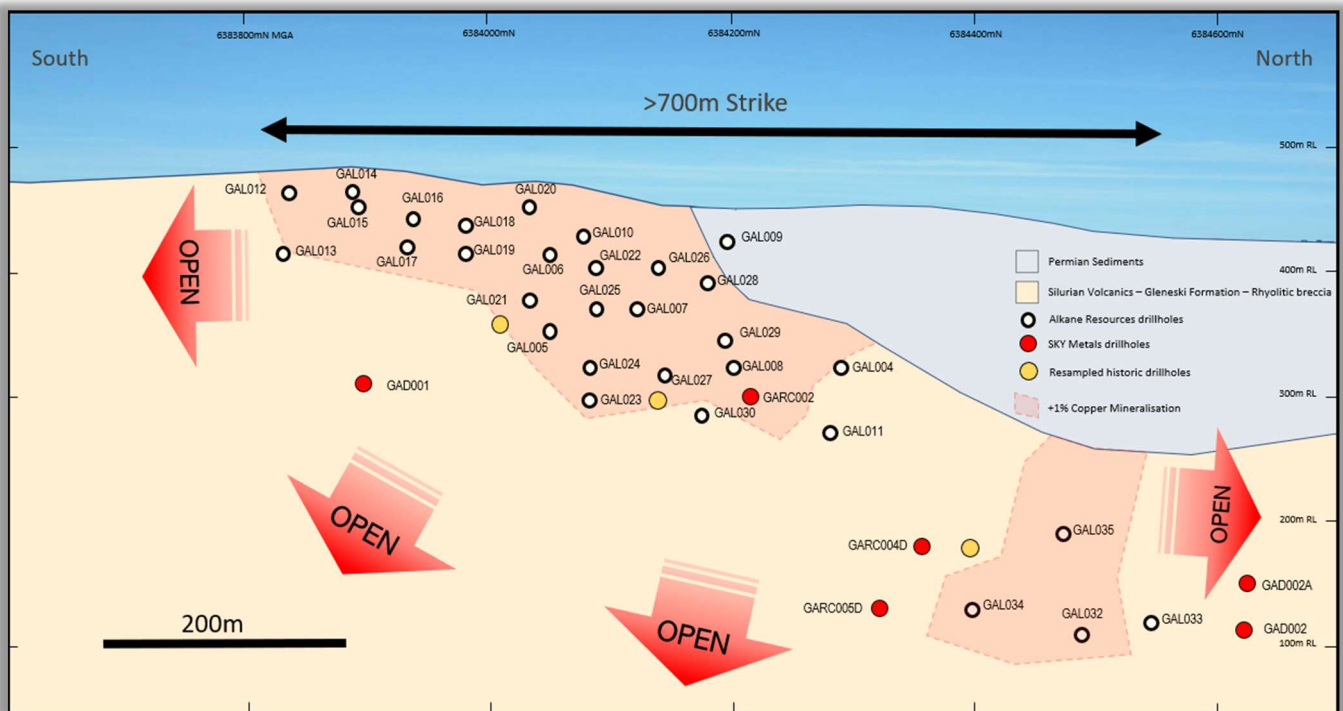 6383800mN MGA
6384000mN
6384200mN
6384400mN
6384600mN
South
North
>700m Strike
500m RL
GAL014
GAL012
GAL016
GAL020
GAL015
GAL018
GAL010
GAL009
GAL013
GAL017
GAL019
GAL006
GAL022
GAL026
400m RL
Permian Sediments
OPEN
GAL028
GAL025
Silurian Volcanics – Gleneski Formation – Rhyolitic breccia
GAL021
GAL007
Alkane Resources drillholes
GAL029
GAL005
SKY Metals drillholes
GAL024
GAL008
GAL004
GAL027
Resampled historic drillholes
GAD001
GAL023
GARC002
300m RL
GAL030
+1% Copper Mineralisation
GAL011
OPEN
OPEN
200m RL
GAL035
GARC004D
GAD002A
GARC005D
GAL034
GAL032
GAL033
200m
GAD002
OPEN
100m RL